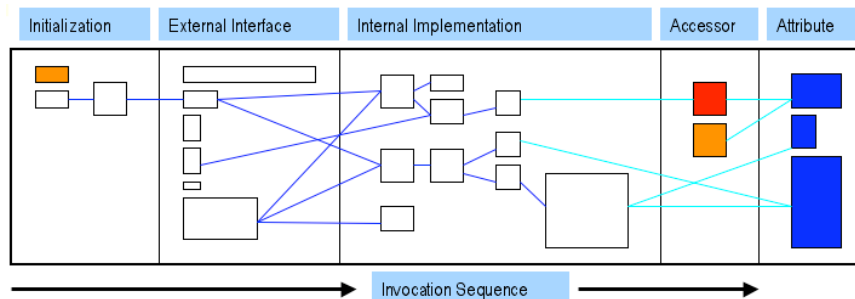 Initialization
External Interface
Internal Implementation
Accessor
Attribute
Invocation Sequence